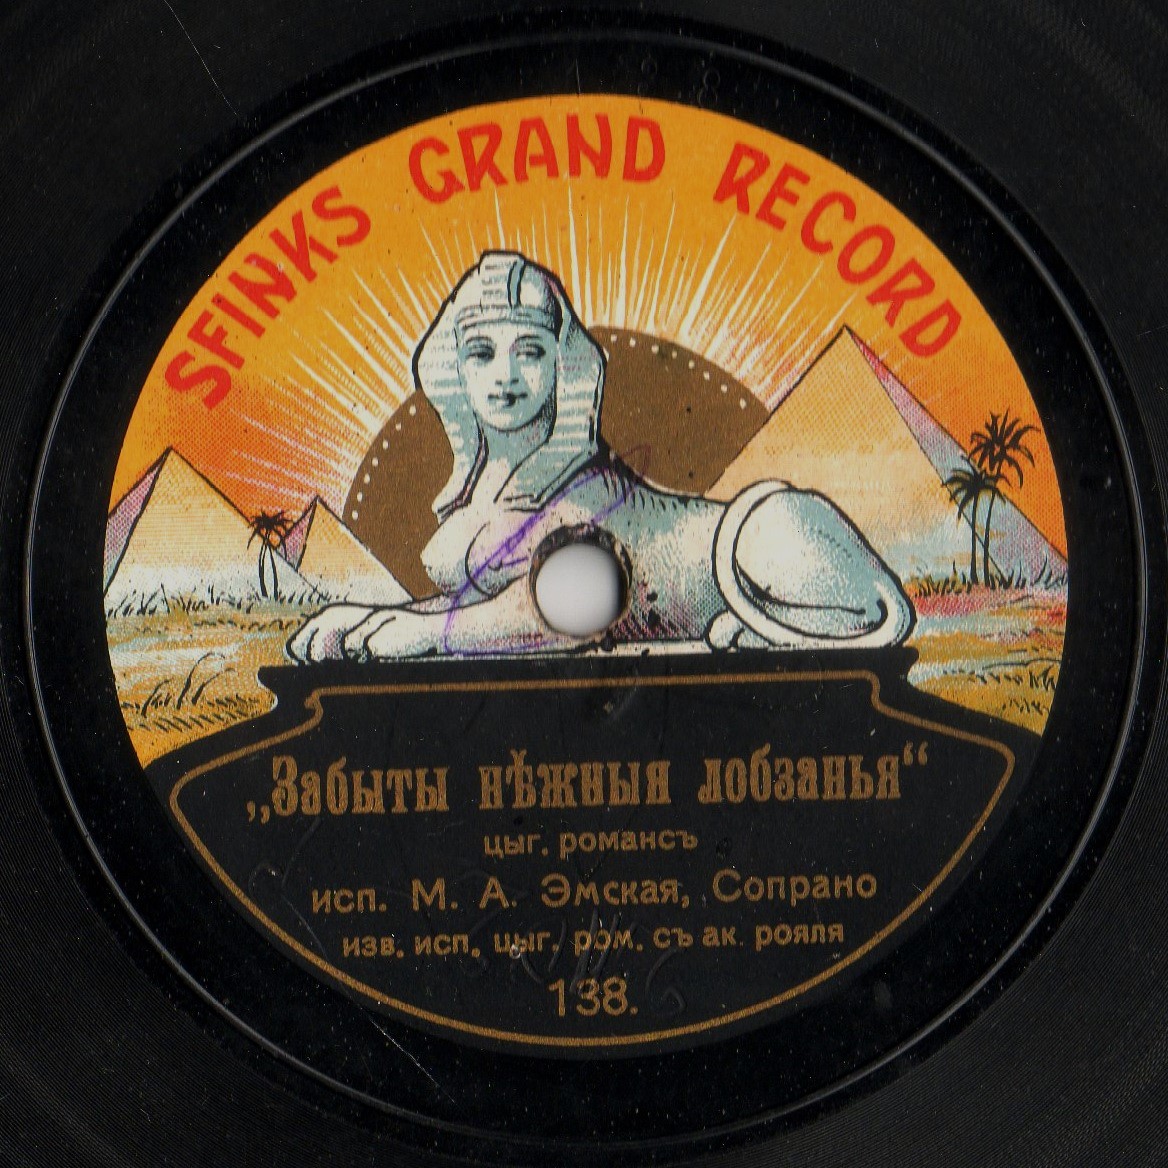 SFINKS GRAND RECORD
„Забыты нѣжныя лобзанья“
цыг. романсъ
исп. М. А. Эмская, Сопрано
изв. исп. цыг. ром. съ ак. рояля
138.